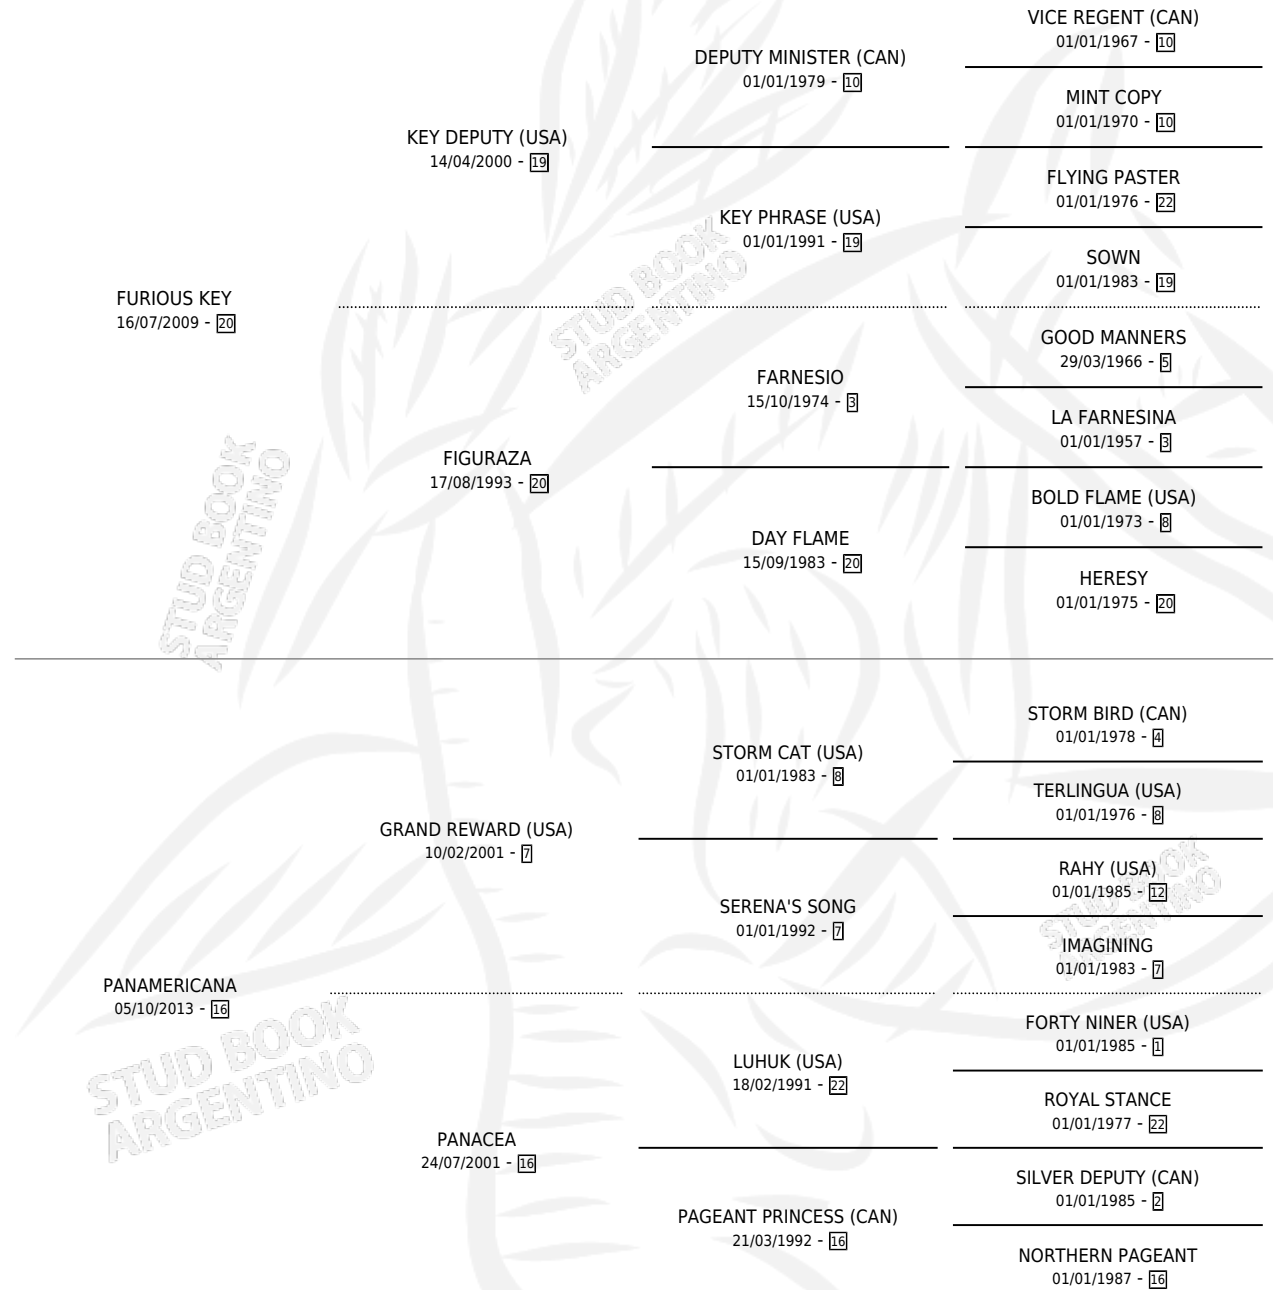 VICE REGENT (CAN)
01/01/1967 - 10
DEPUTY MINISTER (CAN)
01/01/1979 - 10
MINT COPY
01/01/1970 - 10
KEY DEPUTY (USA)
14/04/2000 - 19
FLYING PASTER
01/01/1976 - 22
KEY PHRASE (USA)
01/01/1991 - 19
SOWN
01/01/1983 - 19
FURIOUS KEY
16/07/2009 - 20
GOOD MANNERS
29/03/1966 - 5
FARNESIO
15/10/1974 - 3
LA FARNESINA
01/01/1957 - 3
FIGURAZA
17/08/1993 - 20
BOLD FLAME (USA)
01/01/1973 - 8
DAY FLAME
15/09/1983 - 20
HERESY
01/01/1975 - 20
STORM BIRD (CAN)
01/01/1978 - 4
STORM CAT (USA)
01/01/1983 - 8
TERLINGUA (USA)
01/01/1976 - 8
GRAND REWARD (USA)
10/02/2001 - 7
RAHY (USA)
01/01/1985 - 12
SERENA'S SONG
01/01/1992 - 7
IMAGINING
01/01/1983 - 7
PANAMERICANA
05/10/2013 - 16
FORTY NINER (USA)
01/01/1985 - 1
LUHUK (USA)
18/02/1991 - 22
ROYAL STANCE
01/01/1977 - 22
PANACEA
24/07/2001 - 16
SILVER DEPUTY (CAN)
01/01/1985 - 2
PAGEANT PRINCESS (CAN)
21/03/1992 - 16
NORTHERN PAGEANT
01/01/1987 - 16
STUD BOOK
ARGENTINO
STUD BOOK
ARGENTINO
STUD BOOK
ARGENTINO
STUD BOOK
ARGENTINO